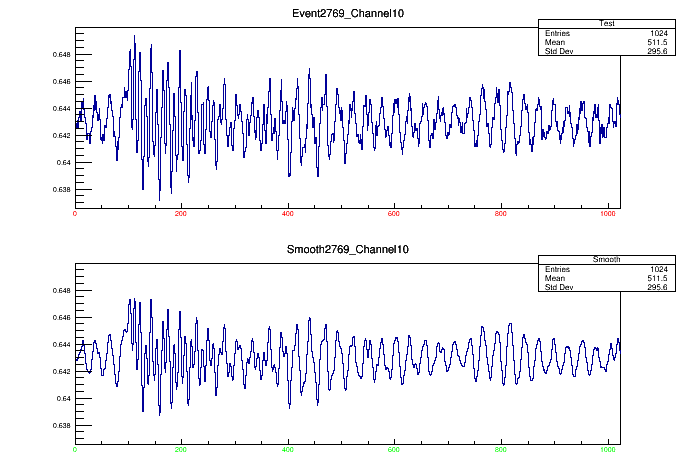 Event2769_Channel10
Test
Entries 1024
Mean 511.5
Std Dev 295.6
0.648
0.646
0.644
0.642
0.64
0.638
0 200 400 600 800 1000
Smooth2769_Channel10
Smooth
Entries 1024
Mean 511.5
Std Dev 295.6
0.648
0.646
0.644
0.642
0.64
0.638
0 200 400 600 800 1000